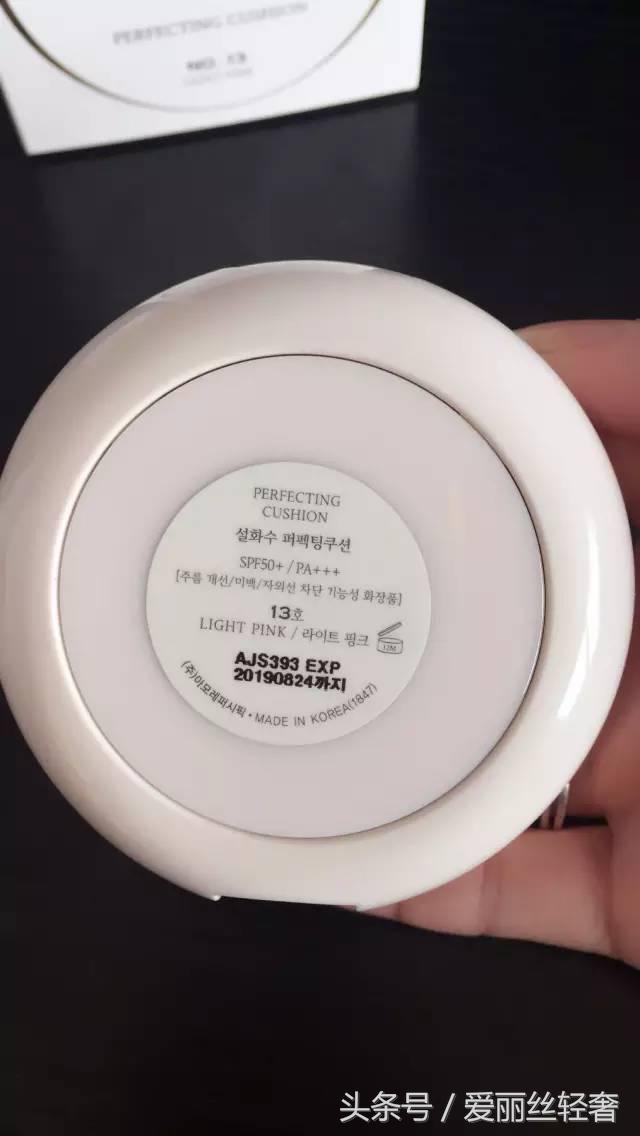 PERFECTING CUSHION
NO. 13
PERFECTING
CUSHION
설화수 퍼펙팅쿠션
SPF50+ / PA+++
[주름 개선/미백/자외선 차단 기능성 화장품]
13호
LIGHT PINK / 라이트 핑크
12M
AJS393 EXP
20190824까지
(주)아모레퍼시픽 • MADE IN KOREA(1847)
头条号 / 爱丽丝轻奢